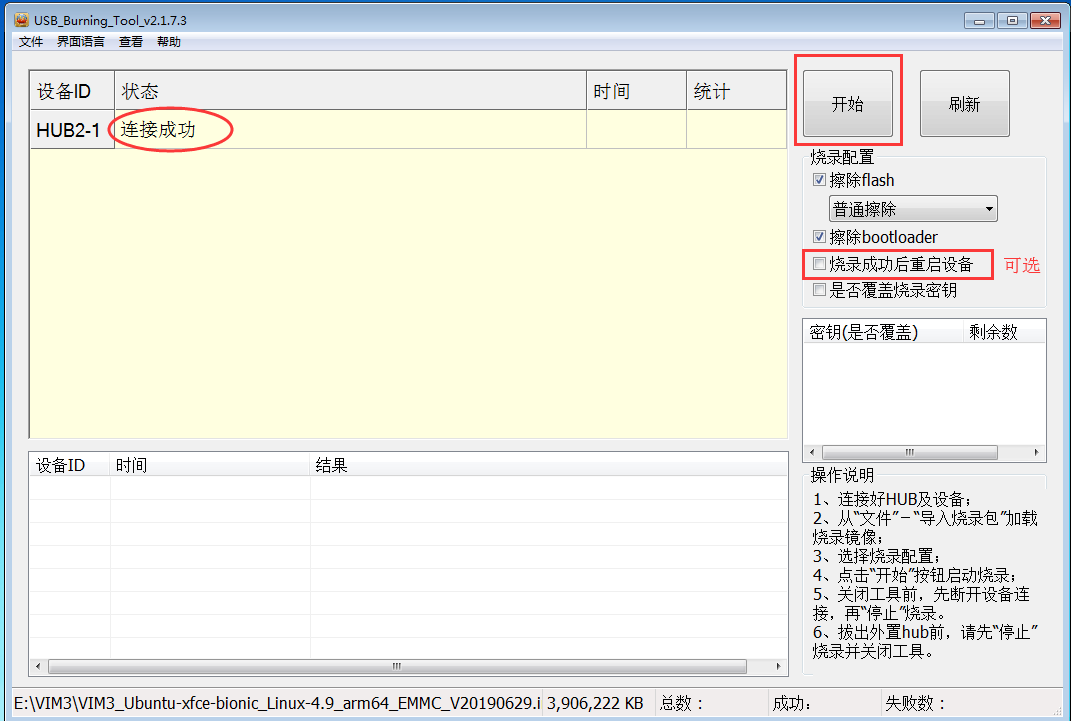 USB_Burning_Tool_v2.1.7.3
文件 界面语言 查看 帮助
设备ID 状态 时间 统计
HUB2-1 连接成功
开始 刷新
烧录配置
擦除flash
普通擦除
擦除bootloader
烧录成功后重启设备 可选
是否覆盖烧录密钥
密钥(是否覆盖) 剩余数
设备ID 时间 结果
操作说明
1、连接好HUB及设备;
2、从“文件”-“导入烧录包”加载
烧录镜像;
3、选择烧录配置;
4、点击“开始”按钮启动烧录;
5、关闭工具前，先断开设备连
接，再“停止”烧录。
6、拔出外置hub前，请先“停止”
烧录并关闭工具。
E:\VIM3\VIM3_Ubuntu-xfce-bionic_Linux-4.9_arm64_EMMC_V20190629.i 3,906,222 KB 总数： 成功： 失败数：